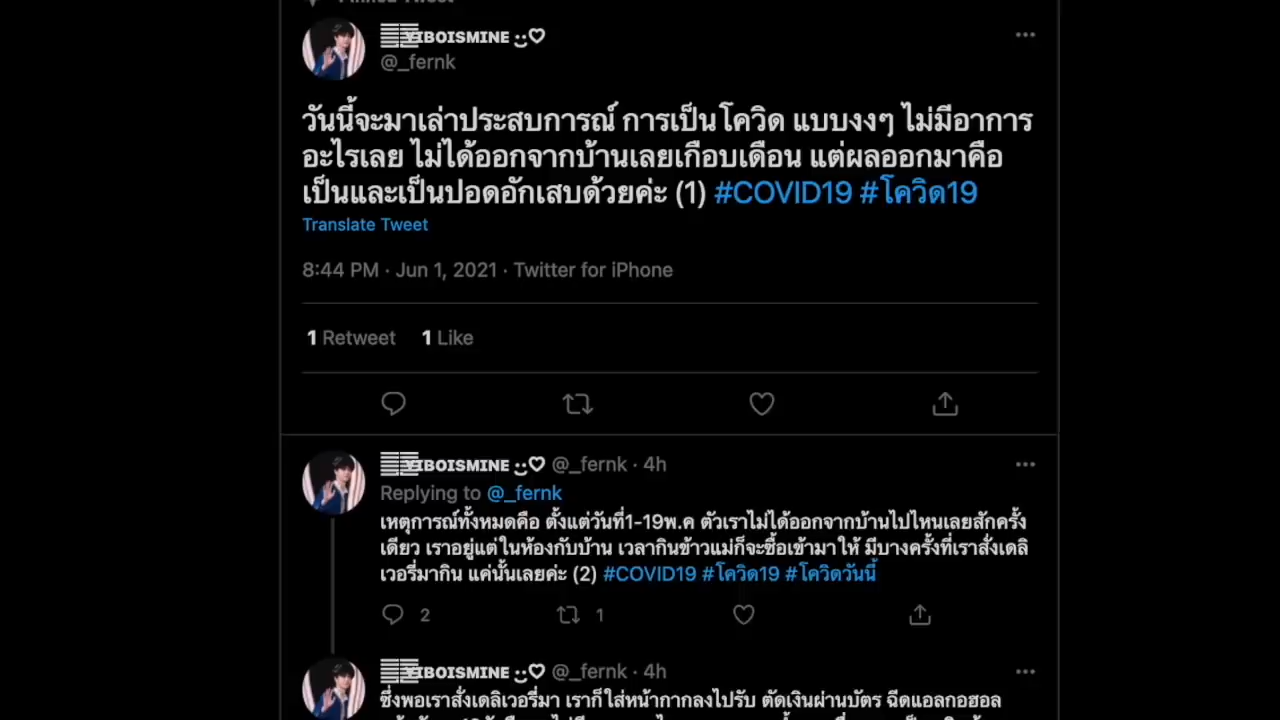 YIBOISMINE
@_fernk
วันนี้จะมาเล่าประสบการณ์ การเป็นโควิด แบบงงๆ ไม่มีอาการ
อะไรเลย ไม่ได้ออกจากบ้านเลยเกือบเดือน แต่ผลออกมาคือ
เป็นและเป็นปอดอักเสบด้วยค่ะ (1) #COVID19 #โควิด19
Translate Tweet
8:44 PM · Jun 1, 2021 · Twitter for iPhone
1 Retweet 1 Like
YIBOISMINE @_fernk · 4h
Replying to @_fernk
เหตุการณ์ทั้งหมดคือ ตั้งแต่วันที่1-19พ.ค ตัวเราไม่ได้ออกจากบ้านไปไหนเลยสักครั้ง
เดียว เราอยู่แต่ในห้องกับบ้าน เวลากินข้าวแม่ก็จะซื้อเข้ามาให้ มีบางครั้งที่เราสั่งเดลิ
เวอรี่มากิน แค่นั้นเลยค่ะ (2) #COVID19 #โควิด19 #โควิดวันนี้
2 1
YIBOISMINE @_fernk · 4h
ซึ่งพอเราสั่งเดลิเวอรี่มา เราก็ใส่หน้ากากลงไปรับ ตัดเงินผ่านบัตร ฉีดแอลกอฮอล